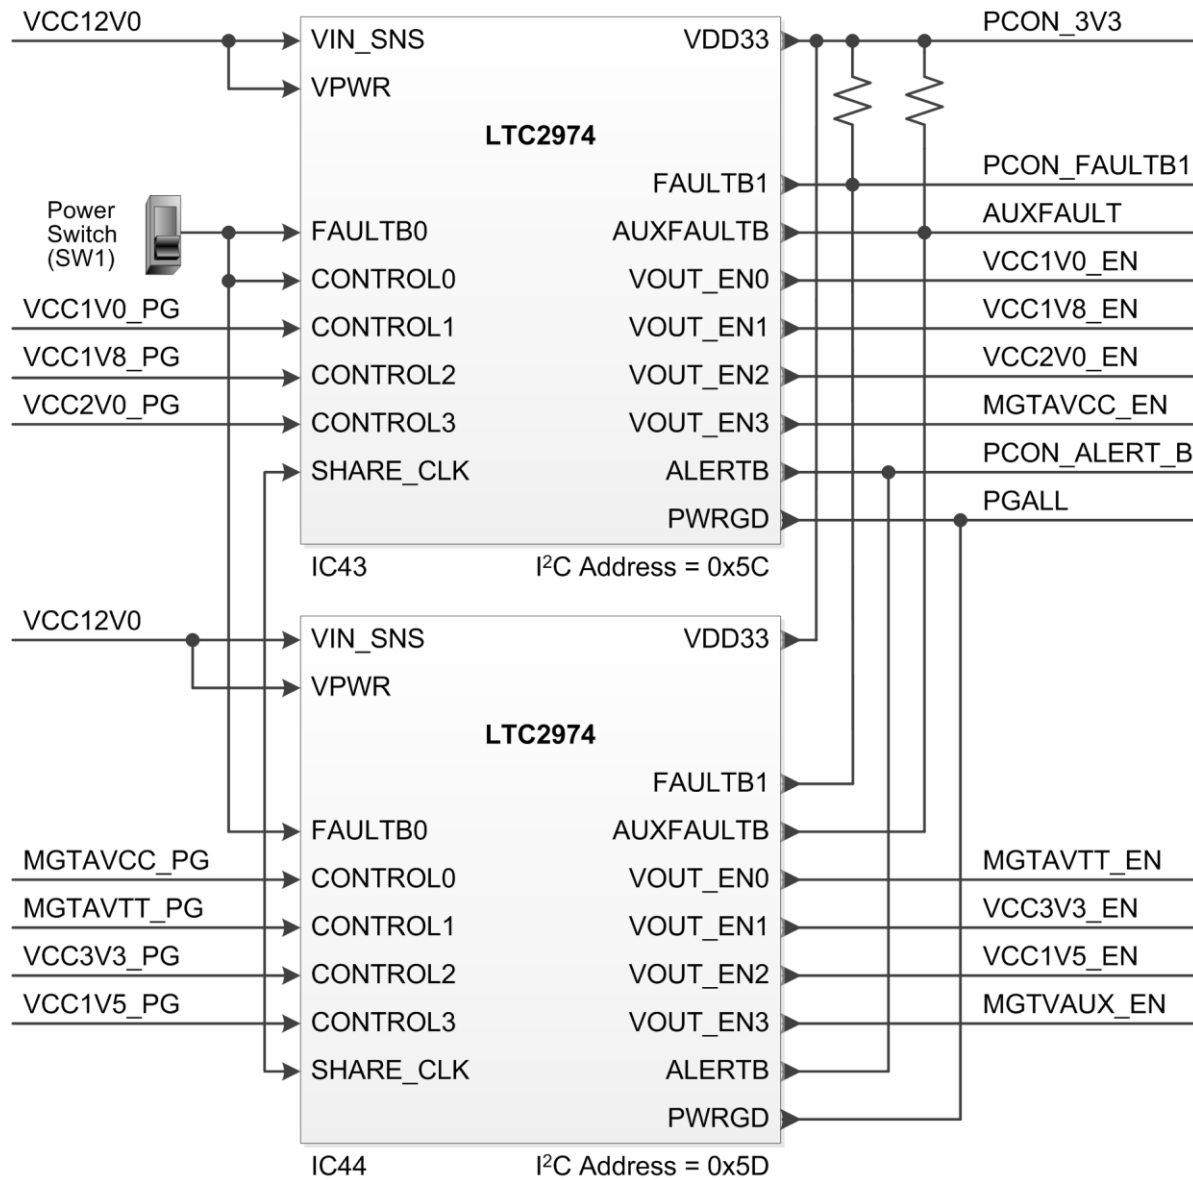 VCC12V0
VIN_SNS
VDD33
PCON_3V3
VPWR
LTC2974
FAULTB1
PCON_FAULTB1
Power
Switch
(SW1)
FAULTB0
AUXFAULTB
AUXFAULT
CONTROL0
VOUT_EN0
VCC1V0_EN
VCC1V0_PG
CONTROL1
VOUT_EN1
VCC1V8_EN
VCC1V8_PG
CONTROL2
VOUT_EN2
VCC2V0_EN
VCC2V0_PG
CONTROL3
VOUT_EN3
MGTAVCC_EN
SHARE_CLK
ALERTB
PCON_ALERT_B
PWRGD
PGALL
IC43
I²C Address = 0x5C
VCC12V0
VIN_SNS
VDD33
VPWR
LTC2974
FAULTB1
FAULTB0
AUXFAULTB
MGTAVCC_PG
CONTROL0
VOUT_EN0
MGTAVTT_EN
MGTAVTT_PG
CONTROL1
VOUT_EN1
VCC3V3_EN
VCC3V3_PG
CONTROL2
VOUT_EN2
VCC1V5_EN
VCC1V5_PG
CONTROL3
VOUT_EN3
MGTVAUX_EN
SHARE_CLK
ALERTB
PWRGD
IC44
I²C Address = 0x5D